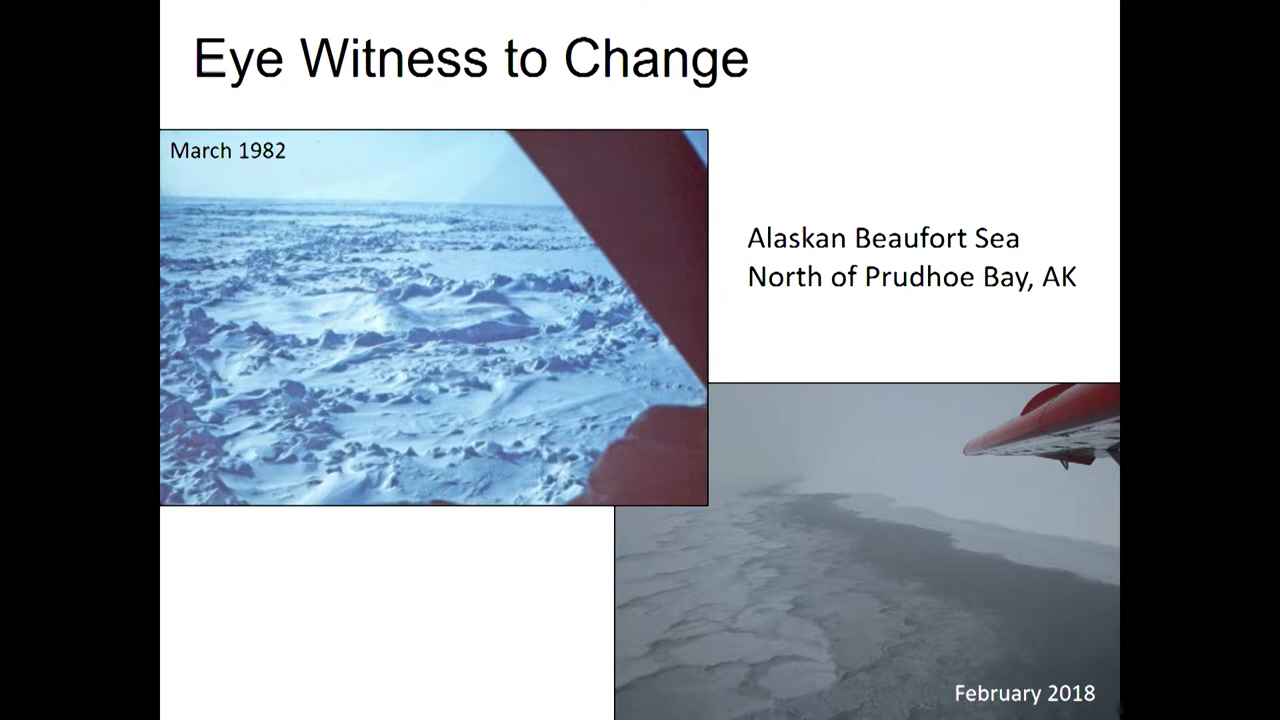 Eye Witness to Change
March 1982
Alaskan Beaufort Sea
North of Prudhoe Bay, AK
February 2018